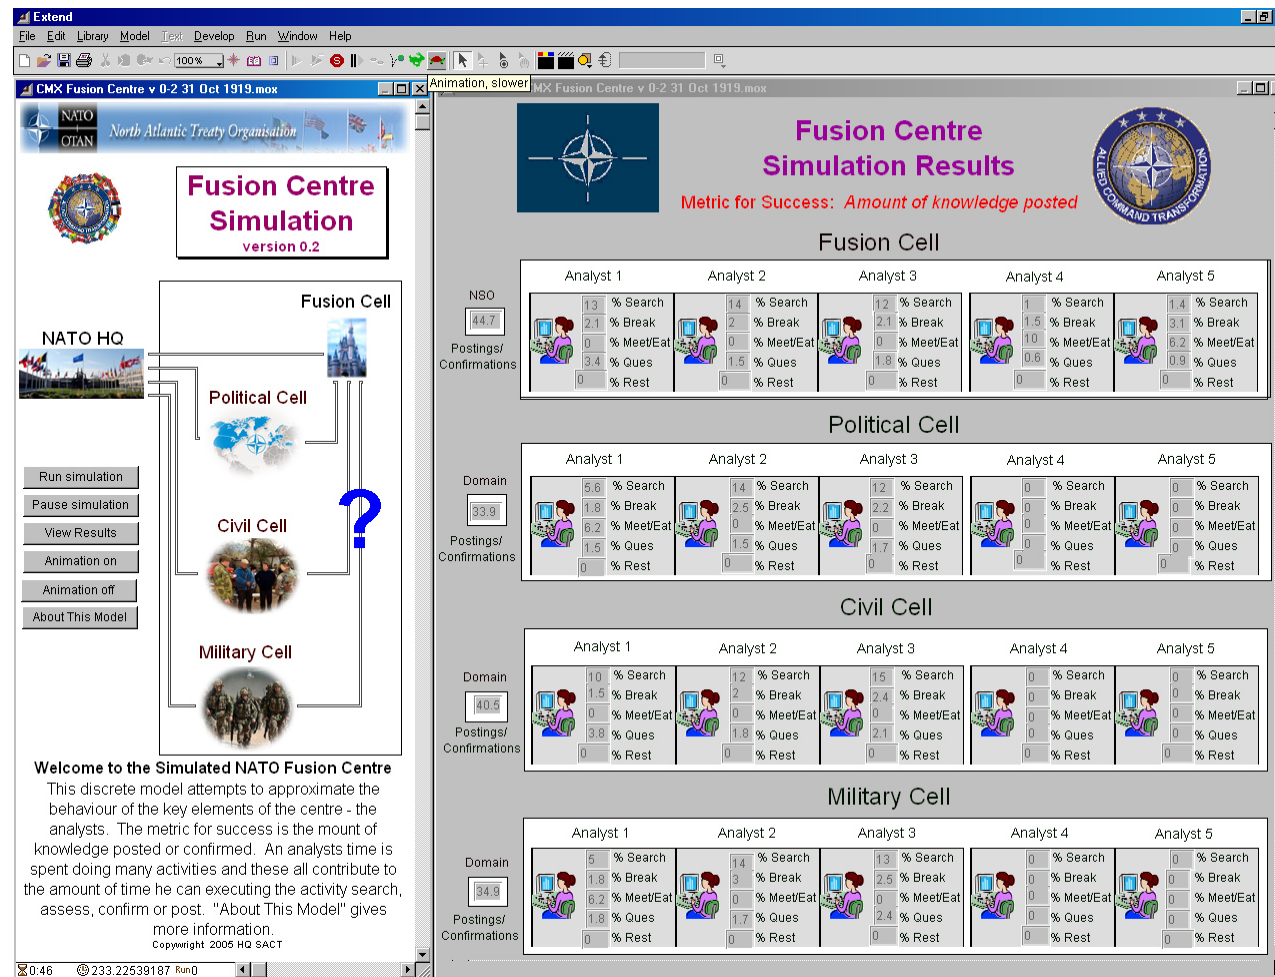 Extend
File Edit Library Model Text Develop Run Window Help
100%
Animation, slower
CMX Fusion Centre v 0-2 31 Oct 1919.mox
NATO
OTAN
North Atlantic Treaty Organisation
Fusion Centre
Simulation
version 0.2
Fusion Cell
NATO HQ
Political Cell
Run simulation
Pause simulation
View Results
Animation on
Animation off
About This Model
?
Civil Cell
Military Cell
Welcome to the Simulated NATO Fusion Centre
This discrete model attempts to approximate the
behaviour of the key elements of the centre - the
analysts. The metric for success is the mount of
knowledge posted or confirmed. An analysts time is
spent doing many activities and these all contribute to
the amount of time he can executing the activity search,
assess, confirm or post. "About This Model" gives
more information.
Copywright 2005 HQ SACT
0:46 233.22539187 Run0
CMX Fusion Centre v 0-2 31 Oct 1919.mox
Fusion Centre
Simulation Results
Metric for Success: Amount of knowledge posted
ALLIED COMMAND TRANSFORMATION
Fusion Cell
Analyst 1 Analyst 2 Analyst 3 Analyst 4 Analyst 5
NSO
44.7
Postings/
Confirmations
13 % Search 14 % Search 12 % Search 1 % Search 1.4 % Search
2.1 % Break 2 % Break 2.1 % Break 1.5 % Break 3.1 % Break
0 % Meet/Eat 0 % Meet/Eat 0 % Meet/Eat 10 % Meet/Eat 6.2 % Meet/Eat
3.4 % Ques 1.5 % Ques 1.8 % Ques 0.6 % Ques 0.9 % Ques
0 % Rest 0 % Rest 0 % Rest 0 % Rest 0 % Rest
Political Cell
Analyst 1 Analyst 2 Analyst 3 Analyst 4 Analyst 5
Domain
33.9
Postings/
Confirmations
5.6 % Search 14 % Search 12 % Search 0 % Search 0 % Search
1.8 % Break 2.5 % Break 2.2 % Break 0 % Break 0 % Break
6.2 % Meet/Eat 0 % Meet/Eat 0 % Meet/Eat 0 % Meet/Eat 0 % Meet/Eat
1.5 % Ques 1.5 % Ques 1.7 % Ques 0 % Ques 0 % Ques
0 % Rest 0 % Rest 0 % Rest 0 % Rest 0 % Rest
Civil Cell
Analyst 1 Analyst 2 Analyst 3 Analyst 4 Analyst 5
Domain
40.5
Postings/
Confirmations
10 % Search 12 % Search 15 % Search 0 % Search 0 % Search
1.5 % Break 2 % Break 2.4 % Break 0 % Break 0 % Break
0 % Meet/Eat 0 % Meet/Eat 0 % Meet/Eat 0 % Meet/Eat 0 % Meet/Eat
3.8 % Ques 1.8 % Ques 2.1 % Ques 0 % Ques 0 % Ques
0 % Rest 0 % Rest 0 % Rest 0 % Rest 0 % Rest
Military Cell
Analyst 1 Analyst 2 Analyst 3 Analyst 4 Analyst 5
Domain
34.9
Postings/
Confirmations
5 % Search 14 % Search 13 % Search 0 % Search 0 % Search
1.8 % Break 3 % Break 2.5 % Break 0 % Break 0 % Break
6.2 % Meet/Eat 0 % Meet/Eat 0 % Meet/Eat 0 % Meet/Eat 0 % Meet/Eat
1.8 % Ques 1.7 % Ques 2.4 % Ques 0 % Ques 0 % Ques
0 % Rest 0 % Rest 0 % Rest 0 % Rest 0 % Rest